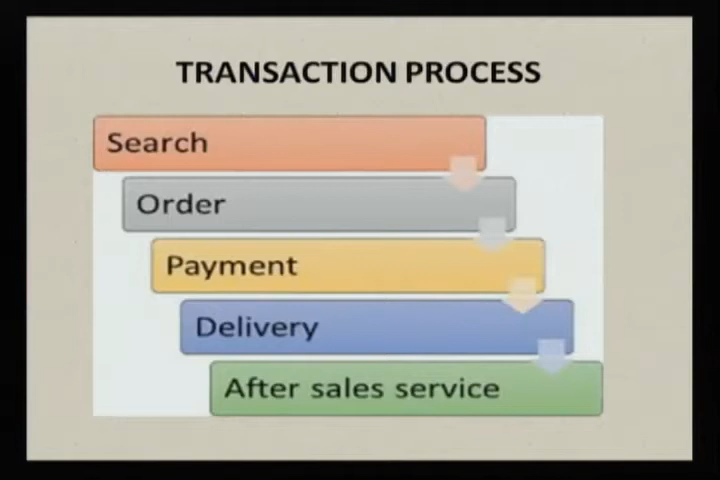 TRANSACTION PROCESS
Search
Order
Payment
Delivery
After sales service